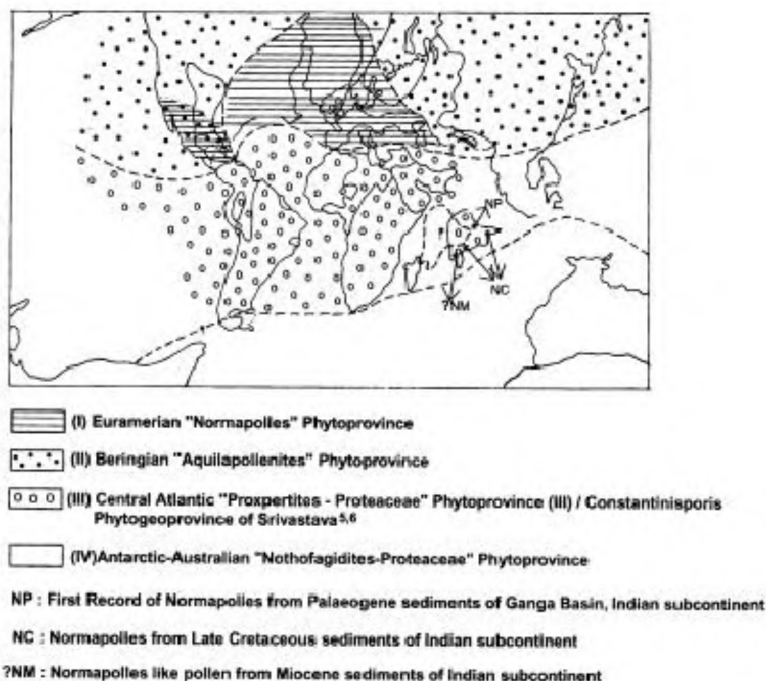 NP
NC
?NM
(I) Euramerian "Normapolles" Phytoprovince
(II) Beringian "Aquilapollenites" Phytoprovince
(III) Central Atlantic "Proxpertites - Proteaceae" Phytoprovince (III) / Constantinisporis
Phytogeoprovince of Srivastava5,6
(IV)Antarctic-Australian "Nothofagidites-Proteaceae" Phytoprovince
NP : First Record of Normapolles from Palaeogene sediments of Ganga Basin, Indian subcontinent
NC : Normapolles from Late Cretaceous sediments of Indian subcontinent
?NM : Normapolles like pollen from Miocene sediments of Indian subcontinent